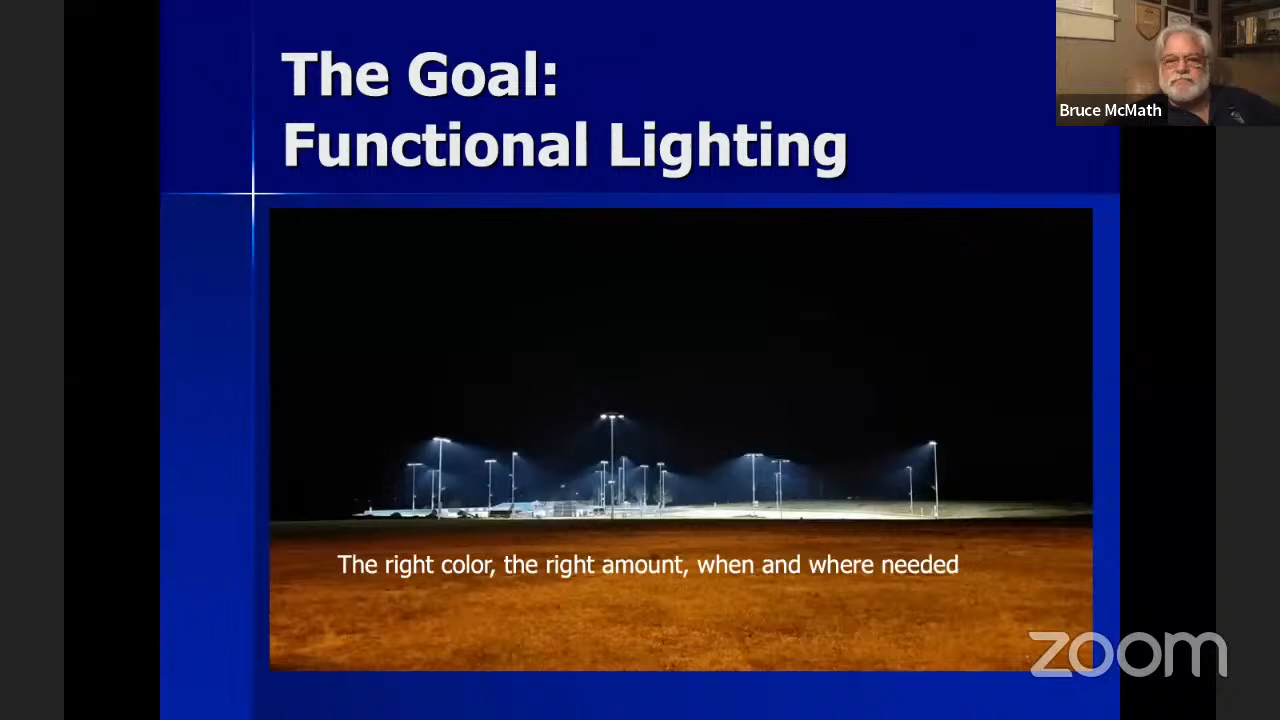 The Goal:
Functional Lighting
Bruce McMath
The right color, the right amount, when and where needed
zoom